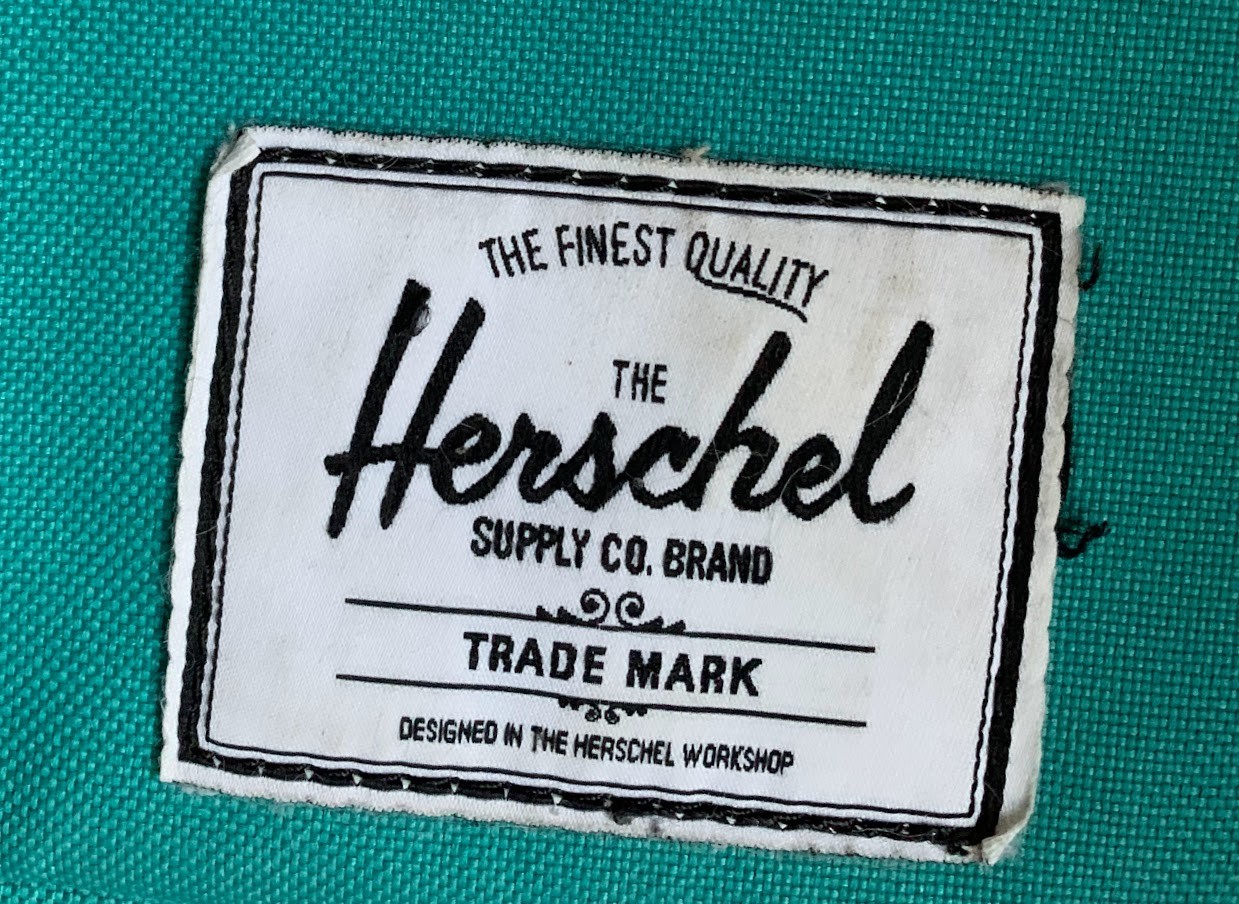 THE FINEST QUALITY
THE
Herschel
SUPPLY CO. BRAND
TRADE MARK
DESIGNED IN THE HERSCHEL WORKSHOP